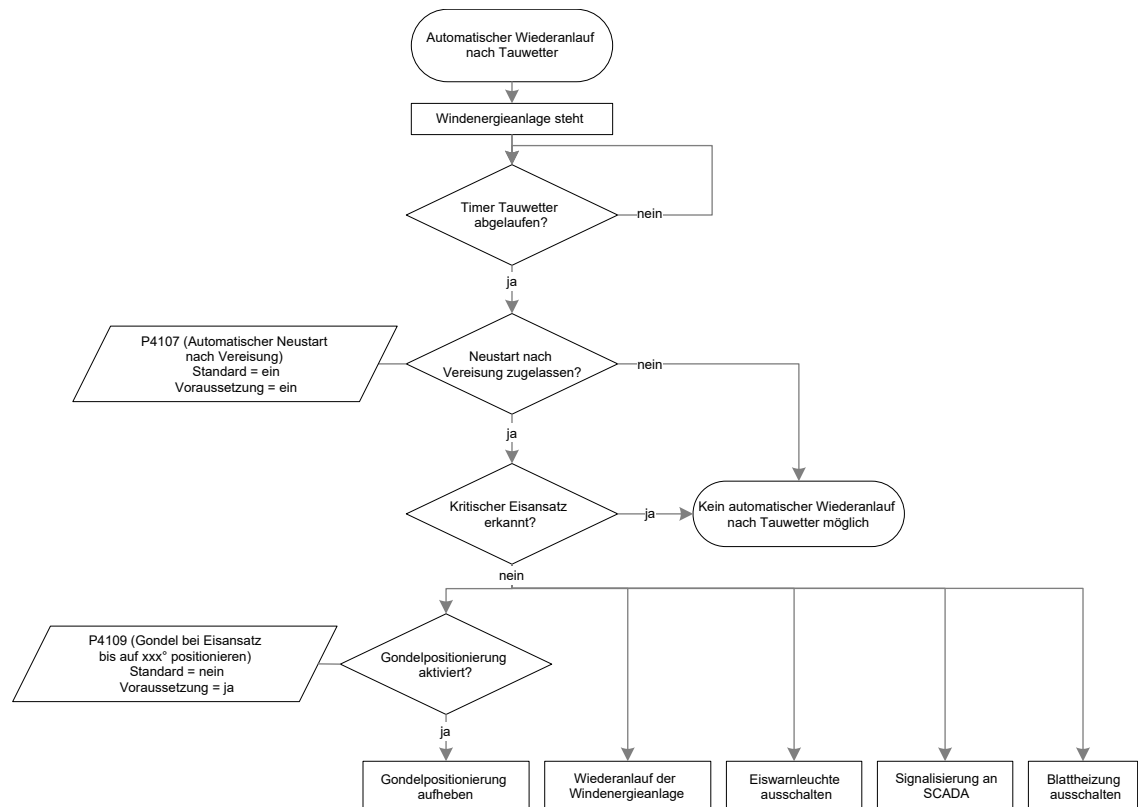 Automatischer Wiederanlauf
nach Tauwetter
Windenergieanlage steht
Timer Tauwetter
abgelaufen?
nein
ja
P4107 (Automatischer Neustart
nach Vereisung)
Standard = ein
Voraussetzung = ein
Neustart nach
Vereisung zugelassen?
nein
ja
Kritischer Eisansatz
erkannt?
ja
Kein automatischer Wiederanlauf
nach Tauwetter möglich
nein
P4109 (Gondel bei Eisansatz
bis auf xxx° positionieren)
Standard = nein
Voraussetzung = ja
Gondelpositionierung
aktiviert?
ja
Gondelpositionierung
aufheben
Wiederanlauf der
Windenergieanlage
Eiswarnleuchte
ausschalten
Signalisierung an
SCADA
Blattheizung
ausschalten